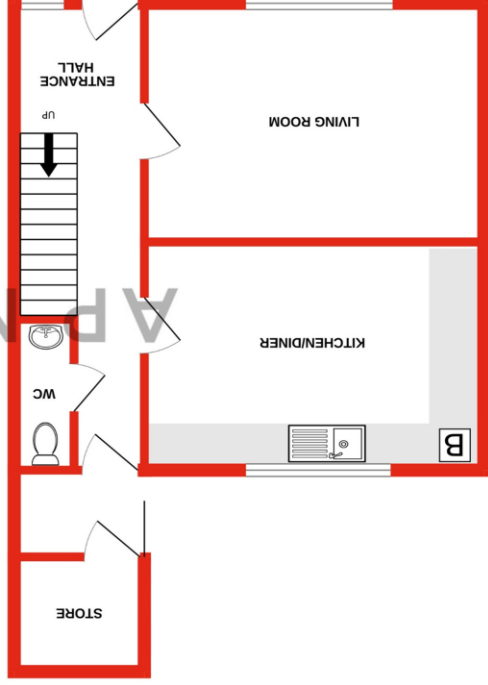 STORE
B
WC
KITCHEN/DINER
LIVING ROOM
UP
ENTRANCE
HALL